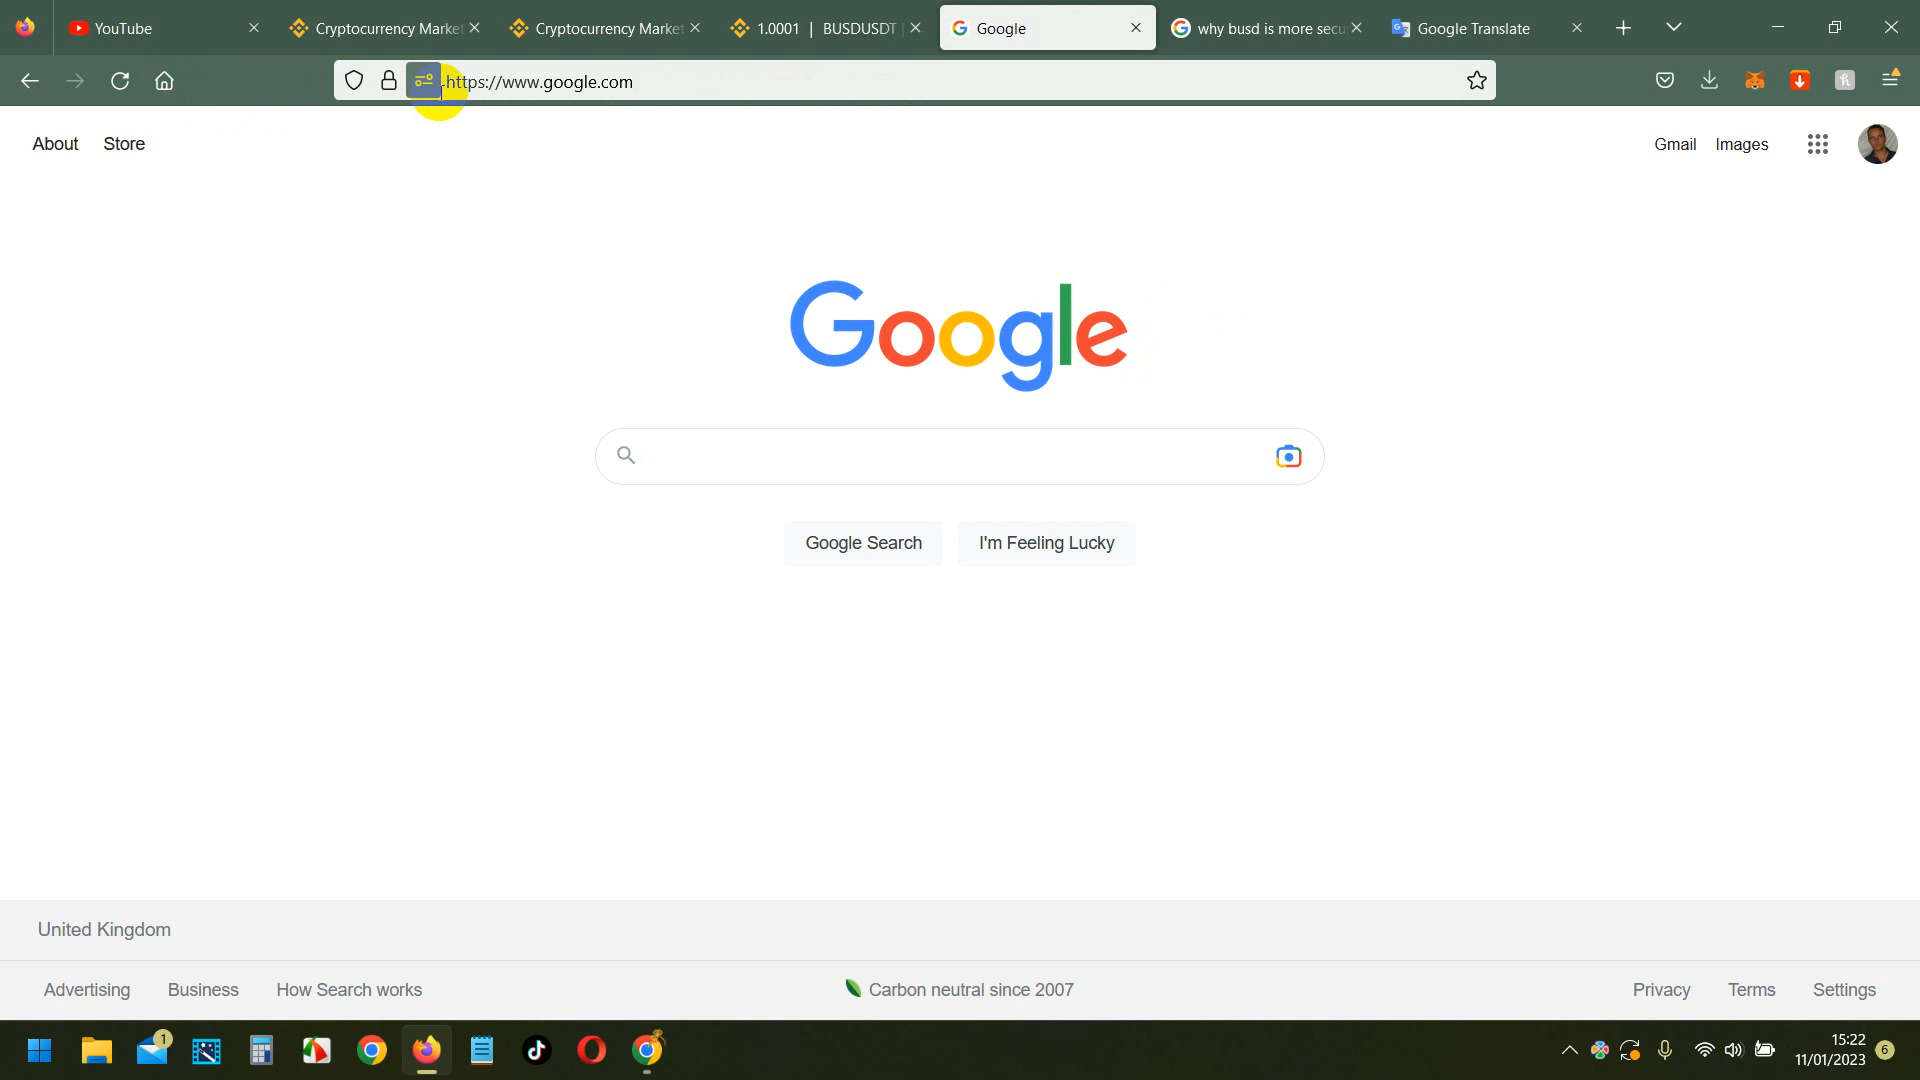 YouTube
Cryptocurrency Market
Cryptocurrency Market
1.0001 | BUSDUSDT |
Google
why busd is more secu
Google Translate
https://www.google.com
About
Store
Gmail
Images
Google
Google Search
I'm Feeling Lucky
United Kingdom
Advertising
Business
How Search works
Carbon neutral since 2007
Privacy
Terms
Settings
1
15:22
11/01/2023
6